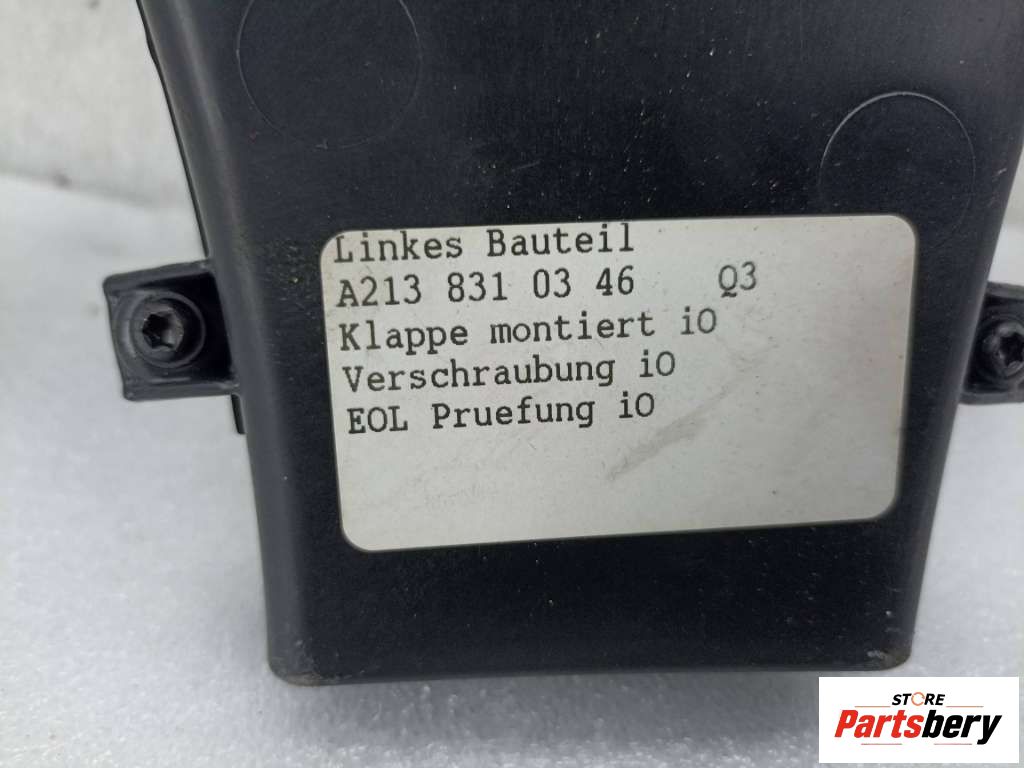 Linkes Bauteil
A213 831 03 46 Q3
Klappe montiert iO
Verschraubung iO
EOL Pruefung iO
STORE
Partsbery